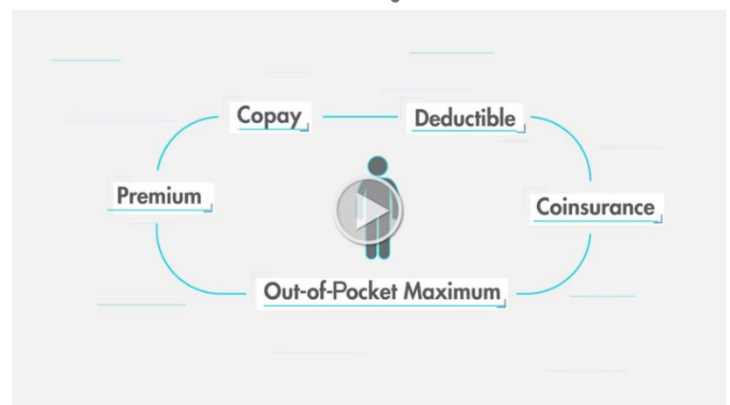 Copay
Deductible
Premium
Coinsurance
Out-of-Pocket Maximum